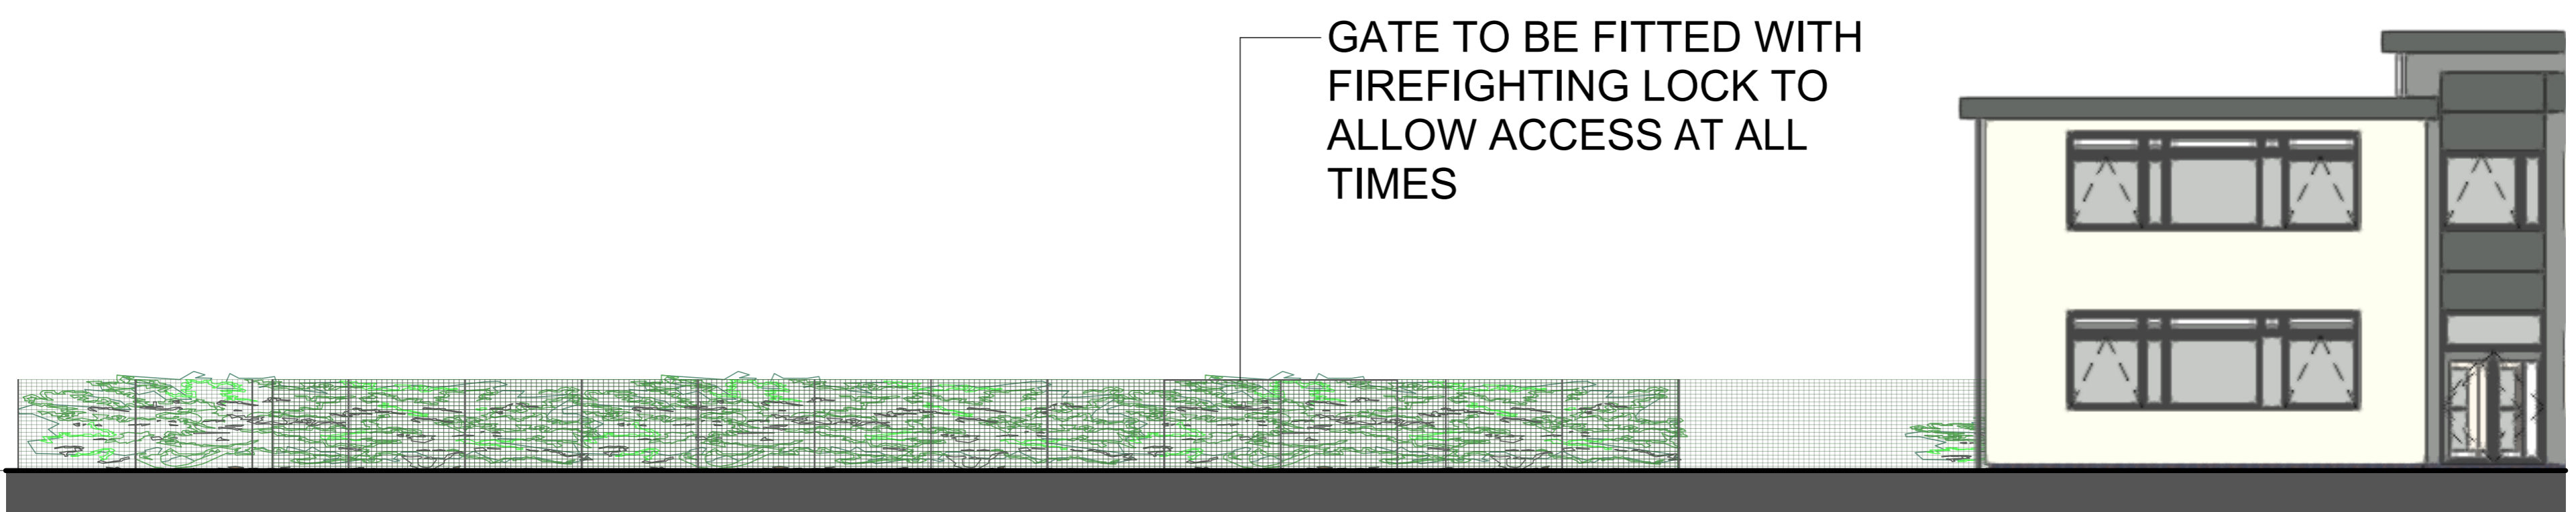 GATE TO BE FITTED WITH
FIREFIGHTING LOCK TO
ALLOW ACCESS AT ALL
TIMES